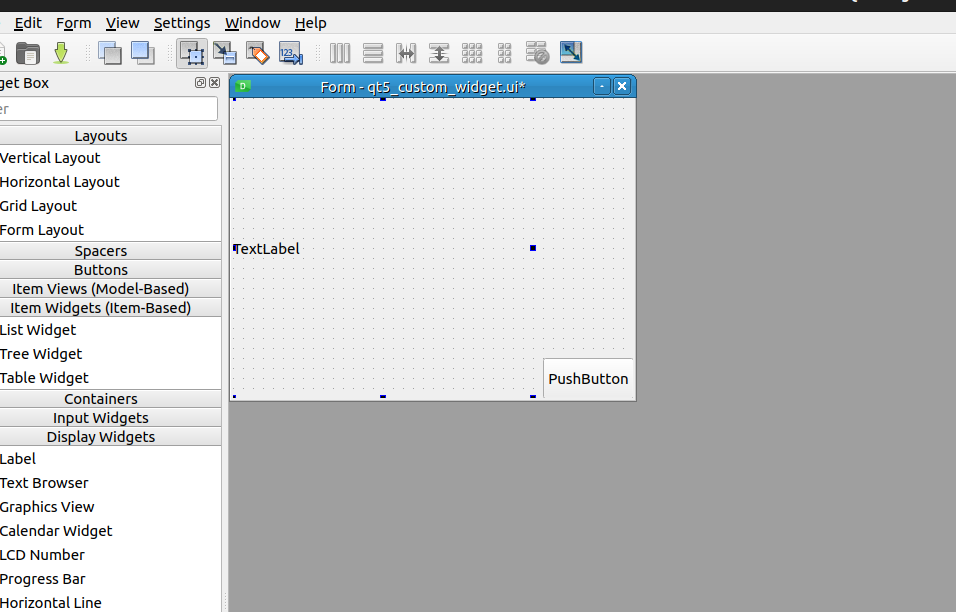 Edit Form View Settings Window Help
get Box
er
Layouts
Vertical Layout
Horizontal Layout
Grid Layout
Form Layout
Spacers
Buttons
Item Views (Model-Based)
Item Widgets (Item-Based)
List Widget
Tree Widget
Table Widget
Containers
Input Widgets
Display Widgets
Label
Text Browser
Graphics View
Calendar Widget
LCD Number
Progress Bar
Horizontal Line
Form - qt5_custom_widget.ui*
TextLabel
PushButton
123